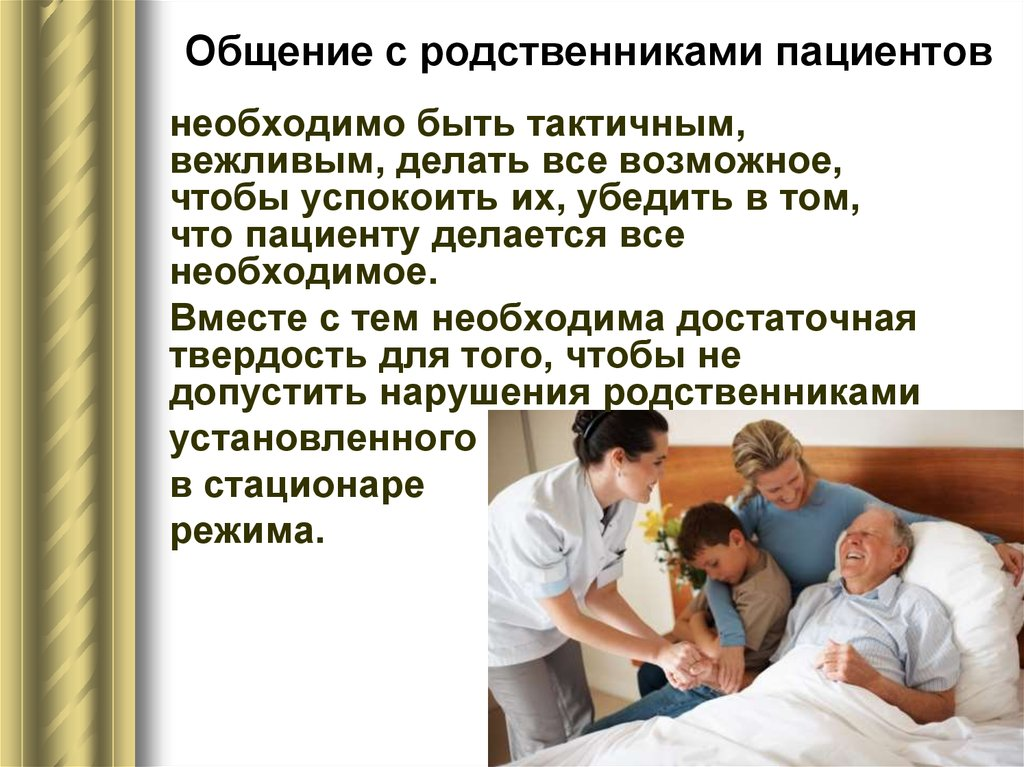 Общение с родственниками пациентов
необходимо быть тактичным,
вежливым, делать все возможное,
чтобы успокоить их, убедить в том,
что пациенту делается все
необходимое.
Вместе с тем необходима достаточная
твердость для того, чтобы не
допустить нарушения родственниками
установленного
в стационаре
режима.